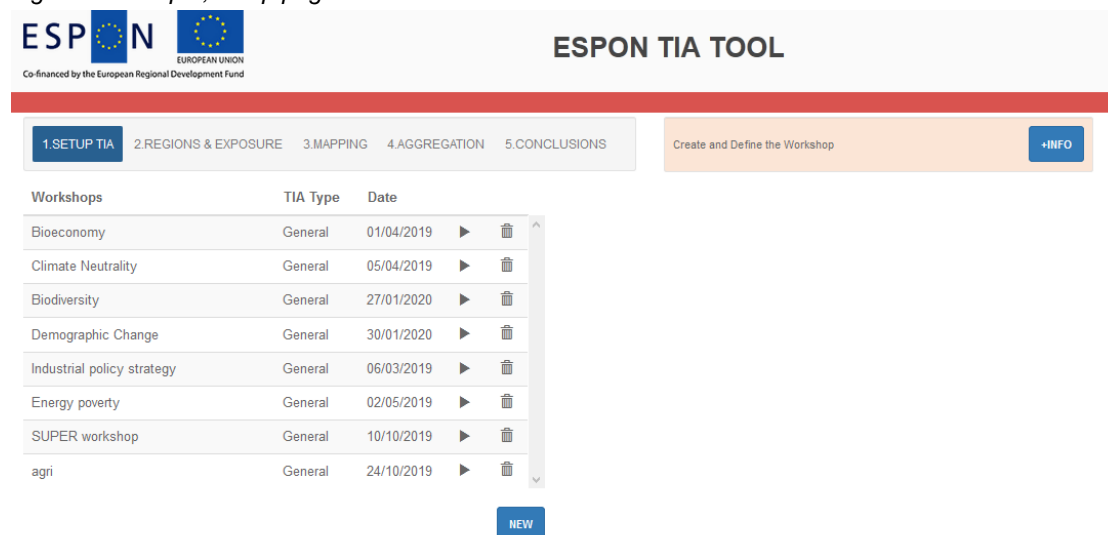 ESPON
EUROPEAN UNION
Co-financed by the European Regional Development Fund
ESPON TIA TOOL
1.SETUP TIA 2.REGIONS & EXPOSURE 3.MAPPING 4.AGGREGATION 5.CONCLUSIONS
Create and Define the Workshop +INFO
Workshops TIA Type Date
Bioeconomy General 01/04/2019
Climate Neutrality General 05/04/2019
Biodiversity General 27/01/2020
Demographic Change General 30/01/2020
Industrial policy strategy General 06/03/2019
Energy poverty General 02/05/2019
SUPER workshop General 10/10/2019
agri General 24/10/2019
NEW